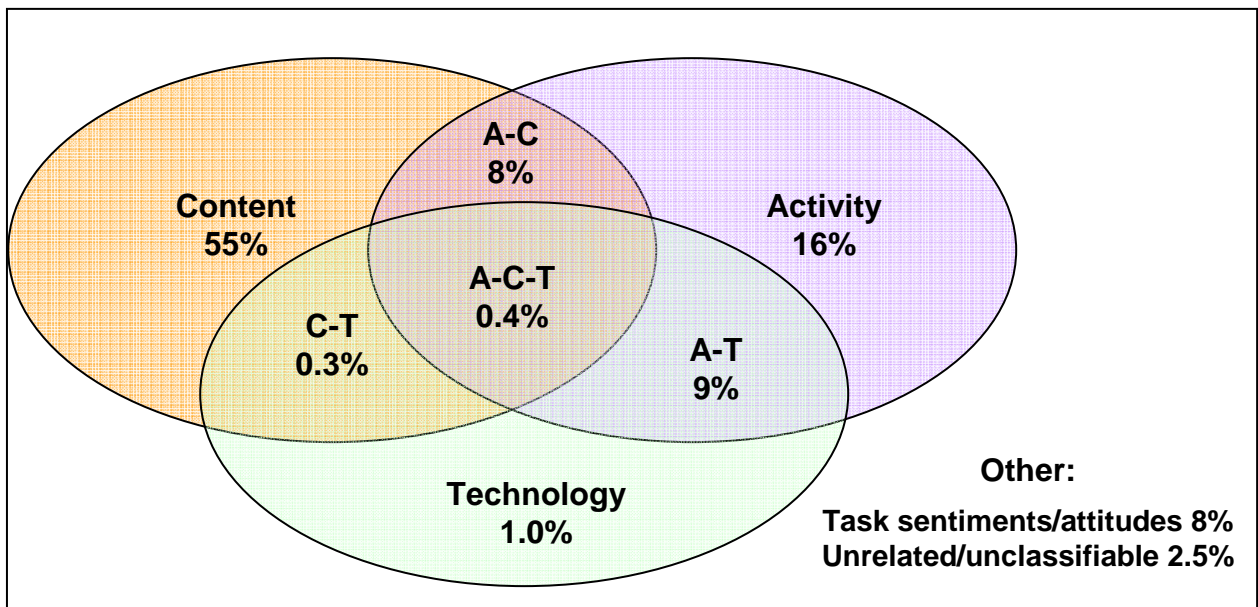 A-C
8%
Content
55%
Activity
16%
A-C-T
0.4%
C-T
0.3%
A-T
9%
Technology
1.0%
Other:
Task sentiments/attitudes 8%
Unrelated/unclassifiable 2.5%